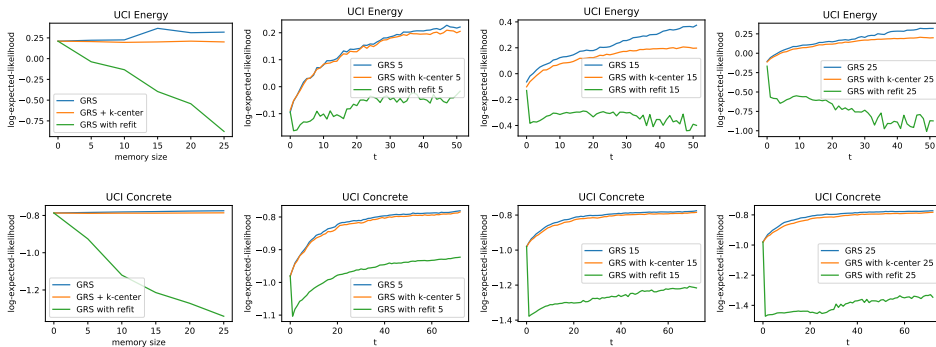 UCI Energy
log-expected-likelihood
0.25
0.00
−0.25
−0.50
−0.75
0 5 10 15 20 25
memory size
GRS
GRS + k-center
GRS with refit
UCI Energy
log-expected-likelihood
0.2
0.1
0.0
−0.1
0 10 20 30 40 50
t
GRS 5
GRS with k-center 5
GRS with refit 5
UCI Energy
log-expected-likelihood
0.4
0.2
0.0
−0.2
−0.4
0 10 20 30 40 50
t
GRS 15
GRS with k-center 15
GRS with refit 15
UCI Energy
log-expected-likelihood
0.25
0.00
−0.25
−0.50
−0.75
−1.00
0 10 20 30 40 50
t
GRS 25
GRS with k-center 25
GRS with refit 25
UCI Concrete
log-expected-likelihood
−0.8
−1.0
−1.2
0 5 10 15 20 25
memory size
GRS
GRS + k-center
GRS with refit
UCI Concrete
log-expected-likelihood
−0.8
−0.9
−1.0
−1.1
0 20 40 60
t
GRS 5
GRS with k-center 5
GRS with refit 5
UCI Concrete
log-expected-likelihood
−0.8
−1.0
−1.2
−1.4
0 20 40 60
t
GRS 15
GRS with k-center 15
GRS with refit 15
UCI Concrete
log-expected-likelihood
−0.8
−1.0
−1.2
−1.4
0 20 40 60
t
GRS 25
GRS with k-center 25
GRS with refit 25